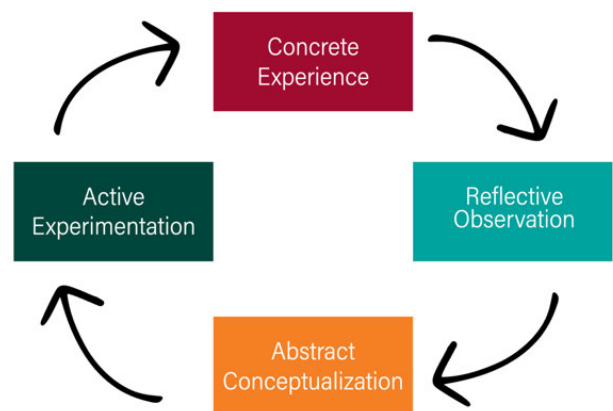 Concrete
Experience
Reflective
Observation
Abstract
Conceptualization
Active
Experimentation